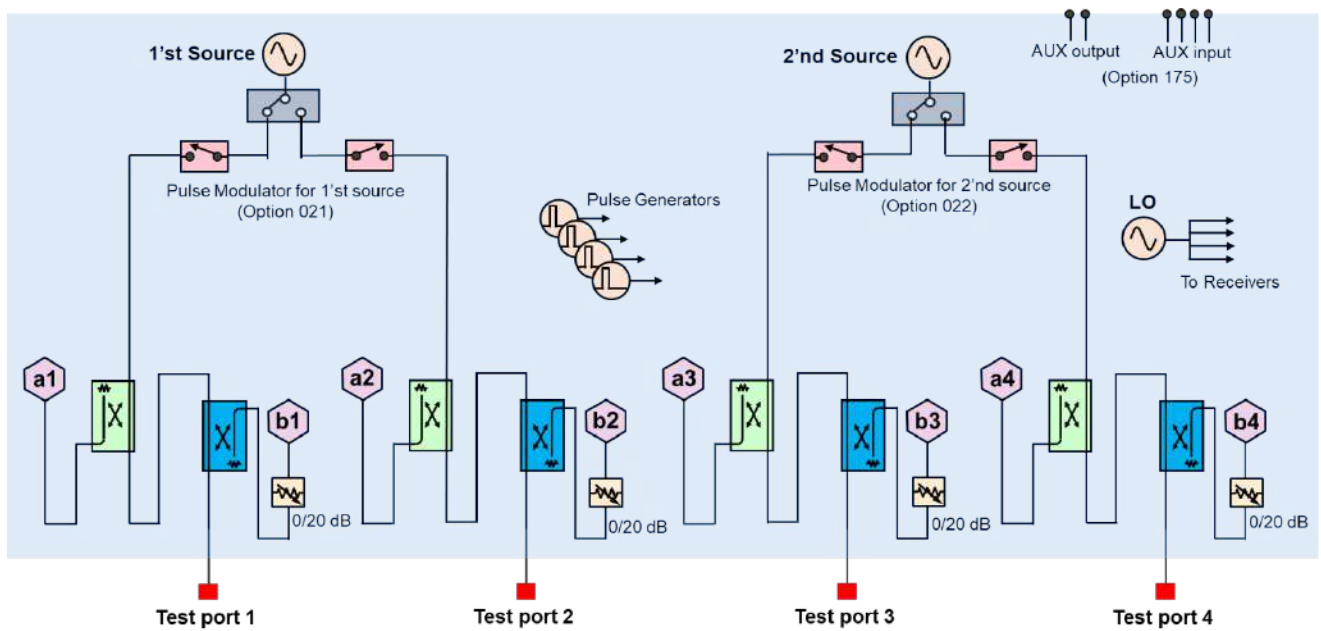 1'st Source
2'nd Source
AUX output
AUX input
(Option 175)
Pulse Modulator for 1'st source
(Option 021)
Pulse Generators
Pulse Modulator for 2'nd source
(Option 022)
LO
To Receivers
a1
a2
a3
a4
b1
b2
b3
b4
0/20 dB
0/20 dB
0/20 dB
0/20 dB
Test port 1
Test port 2
Test port 3
Test port 4